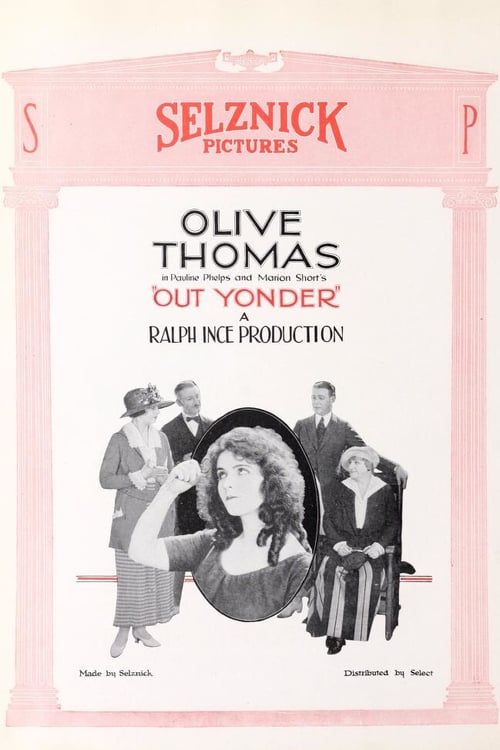 S
SELZNICK
PICTURES
P
OLIVE
THOMAS
in Pauline Phelps and Marion Short's
"OUT YONDER"
A
RALPH INCE PRODUCTION
Made by Selznick
Distributed by Select